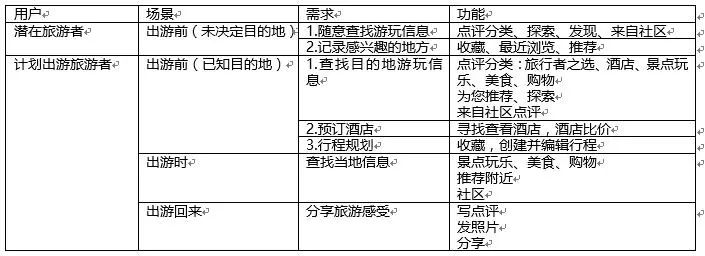 用户 场景 需求 功能
潜在旅游者 出游前（未决定目的地） 1.随意查找游玩信息 点评分类、探索、发现、来自社区
2.记录感兴趣的地方 收藏、最近浏览、推荐
计划出游旅游者 出游前（已知目的地） 1.查找目的地游玩信 点评分类：旅行者之选、酒店、景点玩
息 乐、美食、购物
为您推荐、探索
来自社区点评
2.预订酒店 寻找查看酒店，酒店比价
3.行程规划 收藏，创建并编辑行程
出游时 查找当地信息 景点玩乐、美食、购物
推荐附近
社区
出游回来 分享旅游感受 写点评
发照片
分享